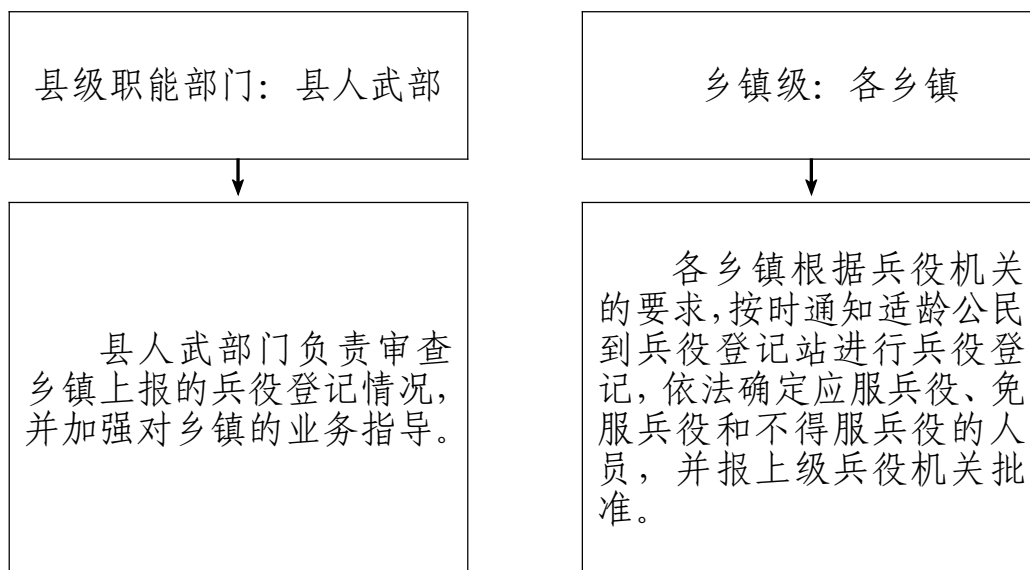 县级职能部门：县人武部
县人武部门负责审查
乡镇上报的兵役登记情况，
并加强对乡镇的业务指导。
乡镇级：各乡镇
各乡镇根据兵役机关
的要求，按时通知适龄公民
到兵役登记站进行兵役登
记，依法确定应服兵役、免
服兵役和不得服兵役的人
员，并报上级兵役机关批
准。